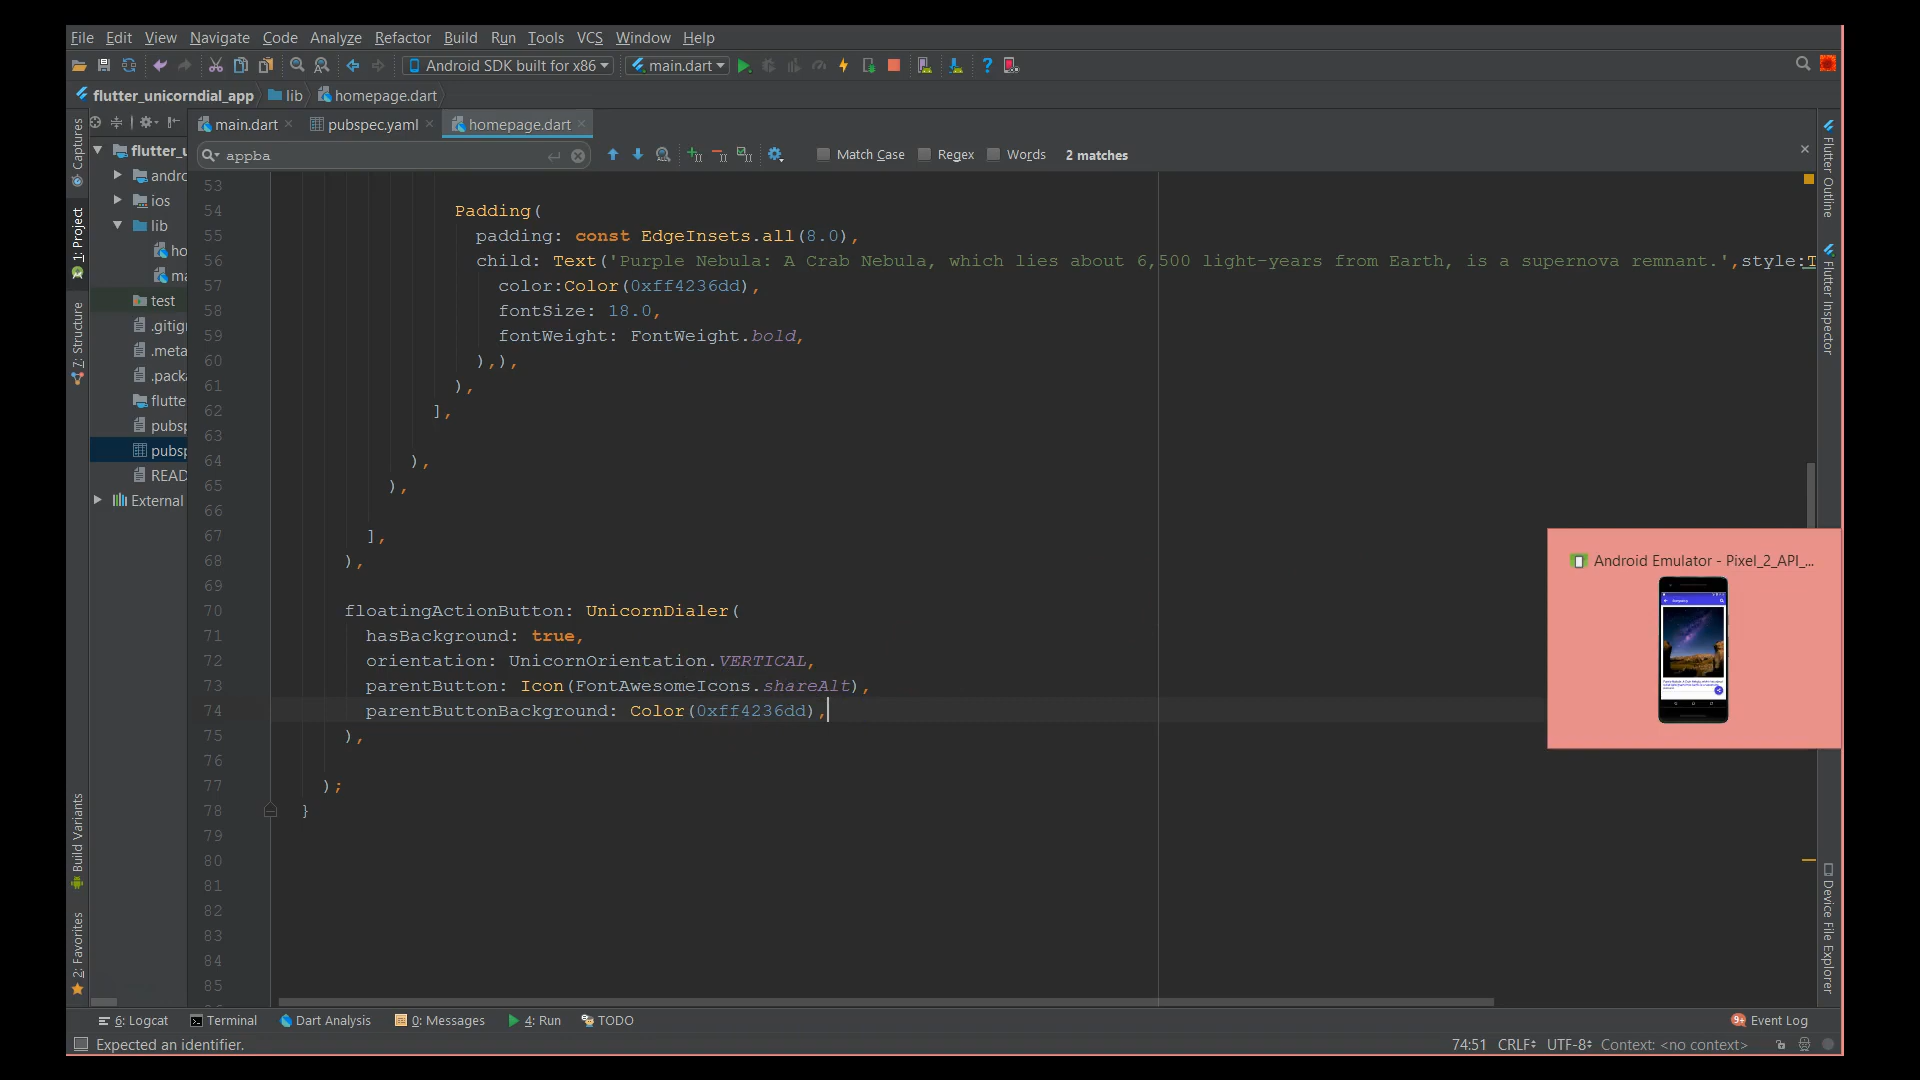 File Edit View Navigate Code Analyze Refactor Build Run Tools VCS Window Help
Android SDK built for x86 main.dart
flutter_unicorndial_app lib homepage.dart
main.dart pubspec.yaml homepage.dart
appba Match Case Regex Words 2 matches
Captures
1: Project
7: Structure
Build Variants
2: Favorites
flutter_u
andro
ios
lib
ho
ma
test
.gitig
.meta
.pack
flutte
pubsp
pubsp
READ
External
53
54 Padding(
55 padding: const EdgeInsets.all(8.0),
56 child: Text('Purple Nebula: A Crab Nebula, which lies about 6,500 light-years from Earth, is a supernova remnant.',style:T
57 color:Color(0xff4236dd),
58 fontSize: 18.0,
59 fontWeight: FontWeight.bold,
60 ),),
61 ),
62 ],
63
64 ),
65 ),
66
67 ],
68 ),
69
70 floatingActionButton: UnicornDialer(
71 hasBackground: true,
72 orientation: UnicornOrientation.VERTICAL,
73 parentButton: Icon(FontAwesomeIcons.shareAlt),
74 parentButtonBackground: Color(0xff4236dd),
75 ),
76
77 );
78 }
79
80
81
82
83
84
85
Flutter Outline
Flutter Inspector
Device File Explorer
Android Emulator - Pixel_2_API_...
6: Logcat Terminal Dart Analysis 0: Messages 4: Run TODO 9+ Event Log
Expected an identifier. 74:51 CRLF UTF-8 Context: <no context>